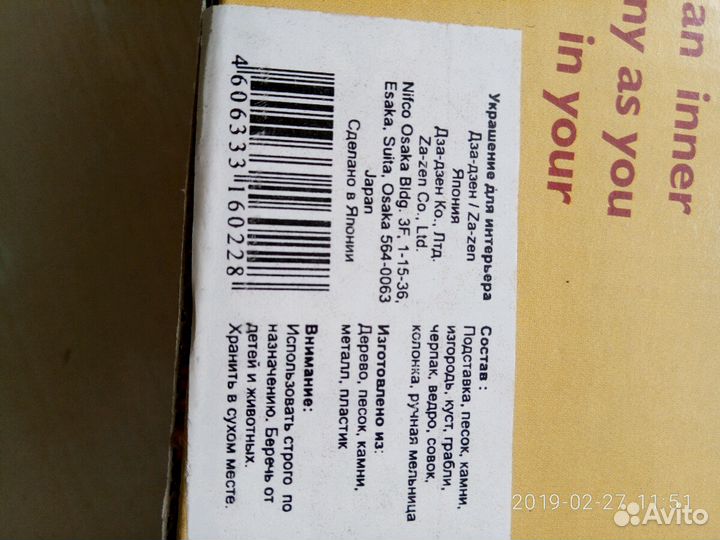 an inner
ny as you
in your
Украшение для интерьера
Дза-дзен / Za-zen
Япония
Дза-дзен Ко., Лтд.
Za-zen Co., Ltd.
Nifco Osaka Bldg. 3F, 1-15-36,
Esaka, Suita, Osaka 564-0063
Japan
Сделано в Японии
4606333160228
Состав :
Подставка, песок, камни,
изгородь, куст, грабли,
черпак, ведро, совок,
колонка, ручная мельница
Изготовлено из:
Дерево, песок, камни,
металл, пластик
Внимание:
Использовать строго по
назначению. Беречь от
детей и животных.
Хранить в сухом месте.
2019-02-27 11:51
Avito